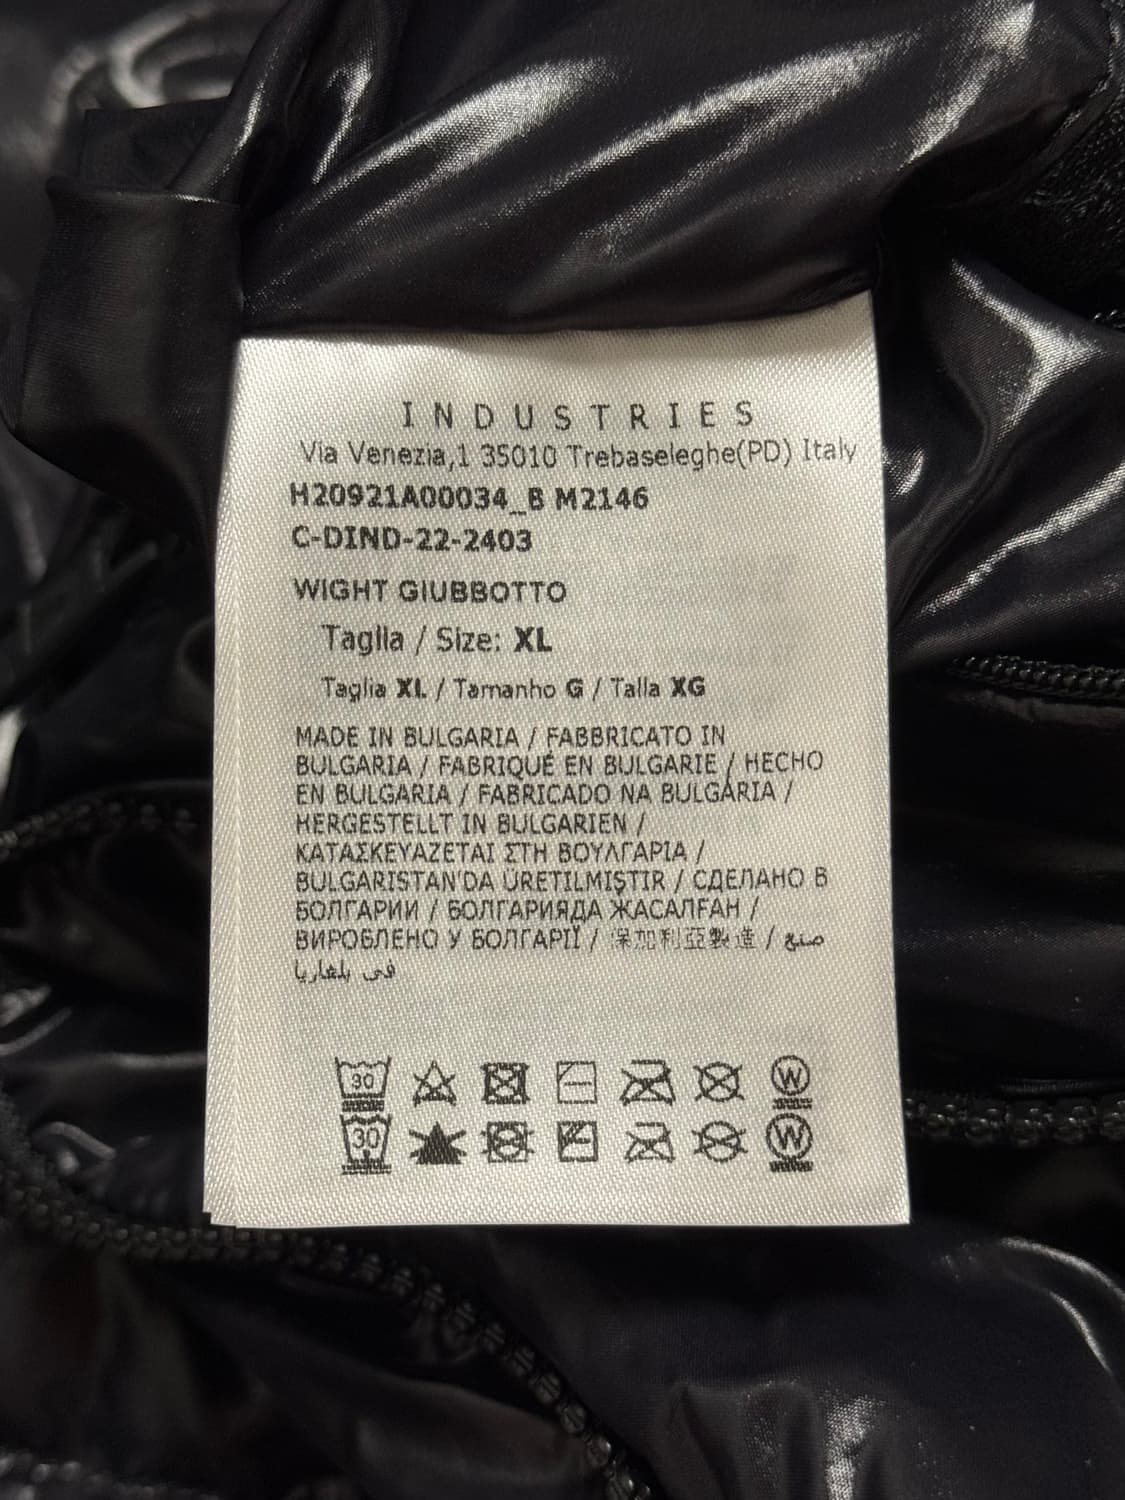 INDUSTRIES
Via Venezia,1 35010 Trebaseleghe(PD) Italy
H20921A00034_B M2146
C-DIND-22-2403
WIGHT GIUBBOTTO
Taglia / Size: XL
Taglia XL / Tamanho G / Talla XG
MADE IN BULGARIA / FABBRICATO IN
BULGARIA / FABRIQUÉ EN BULGARIE / HECHO
EN BULGARIA / FABRICADO NA BULGÁRIA /
HERGESTELLT IN BULGARIEN /
ΚΑΤΑΣΚΕΥΑΖΕΤΑΙ ΣΤΗ ΒΟΥΛΓΑΡΙΑ /
BULGARISTAN'DA ÜRETILMIŞTIR / СДЕЛАНО В
БОЛГАРИИ / БОЛГАРИЯДА ЖАСАЛҒАН /
ВИРОБЛЕНО У БОЛГАРІЇ / 保加利亞製造 / صنع
في بلغاريا
30 W
30 W